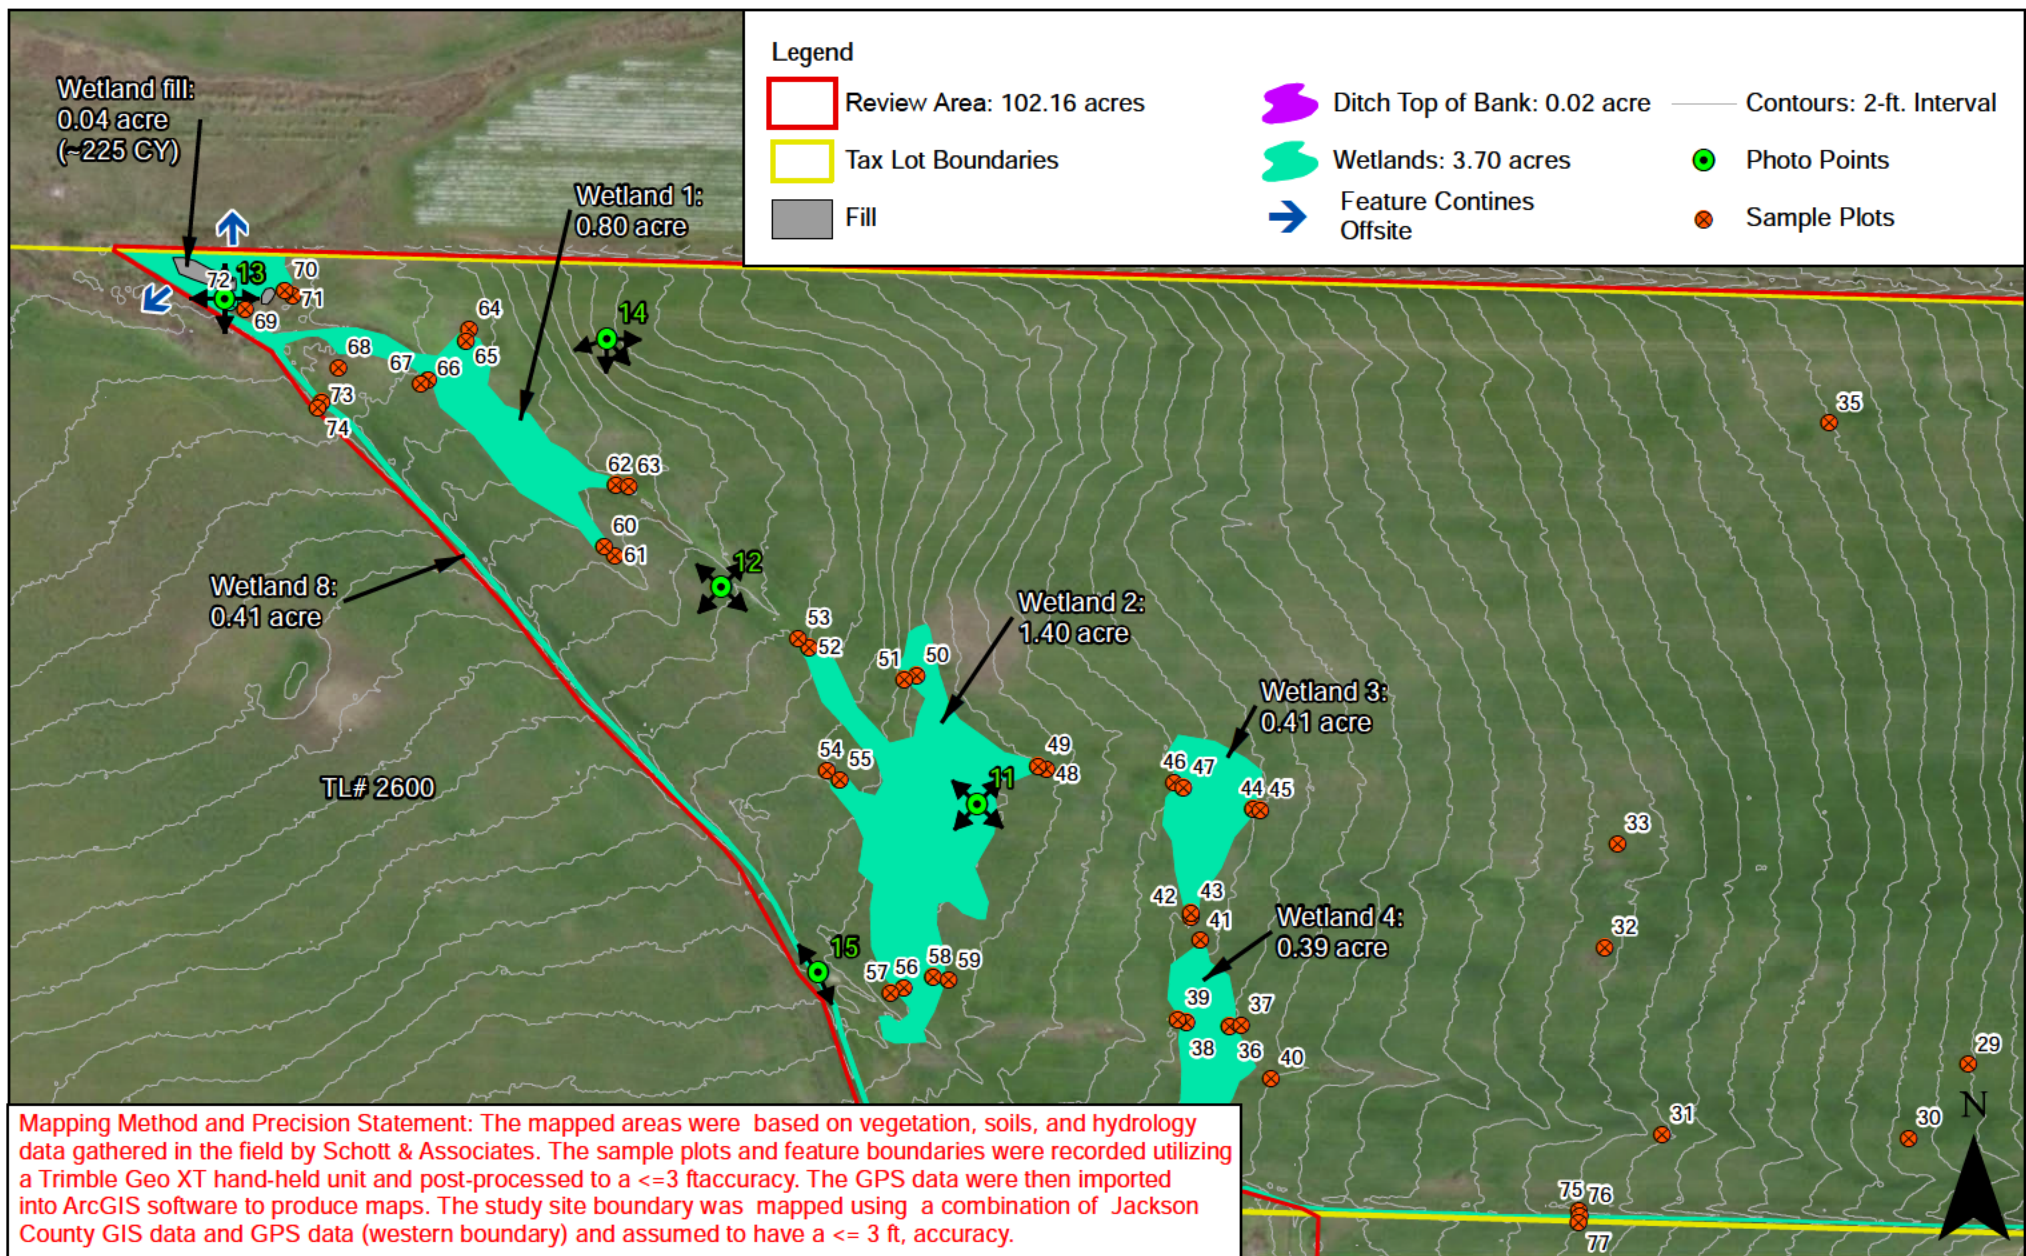 Legend
Review Area: 102.16 acres
Tax Lot Boundaries
Fill
Ditch Top of Bank: 0.02 acre
Wetlands: 3.70 acres
Feature Contines
Offsite
Contours: 2-ft. Interval
Photo Points
Sample Plots
Wetland fill:
0.04 acre
(~225 CY)
Wetland 1:
0.80 acre
13
72
70
71
69
64
65
14
68
67
66
73
74
35
62 63
60
61
12
Wetland 8:
0.41 acre
53
52
Wetland 2:
1.40 acre
51
50
Wetland 3:
0.41 acre
49
48
54
55
11
46
47
44 45
TL# 2600
33
42
43
41
Wetland 4:
0.39 acre
32
15
57
56
58
59
39
37
38
36
40
29
N
31
30
75
76
77
Mapping Method and Precision Statement: The mapped areas were based on vegetation, soils, and hydrology
data gathered in the field by Schott & Associates. The sample plots and feature boundaries were recorded utilizing
a Trimble Geo XT hand-held unit and post-processed to a <=3 ftaccuracy. The GPS data were then imported
into ArcGIS software to produce maps. The study site boundary was mapped using a combination of Jackson
County GIS data and GPS data (western boundary) and assumed to have a <= 3 ft, accuracy.